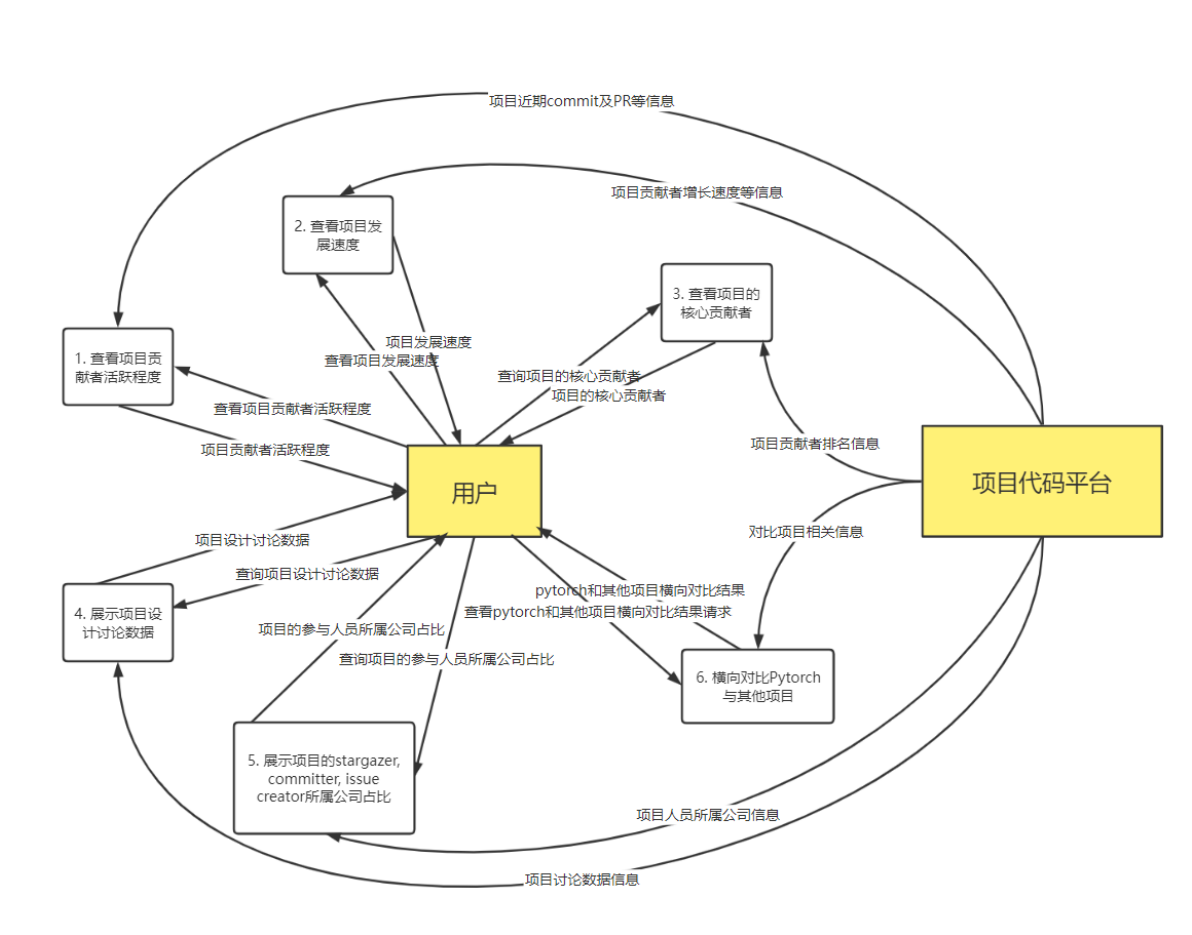 项目近期commit及PR等信息
项目贡献者增长速度等信息
2. 查看项目发
展速度
3. 查看项目的
核心贡献者
1. 查看项目贡
献者活跃程度
项目发展速度
查看项目发展速度
查询项目的核心贡献者
项目的核心贡献者
查看项目贡献者活跃程度
项目贡献者活跃程度
项目贡献者排名信息
用户
项目代码平台
项目设计讨论数据
对比项目相关信息
查询项目设计讨论数据
pytorch和其他项目横向对比结果
查看pytorch和其他项目横向对比结果请求
4. 展示项目设
计讨论数据
项目的参与人员所属公司占比
查询项目的参与人员所属公司占比
6. 横向对比Pytorch
与其他项目
5. 展示项目的stargazer,
committer, issue
creator所属公司占比
项目人员所属公司信息
项目讨论数据信息